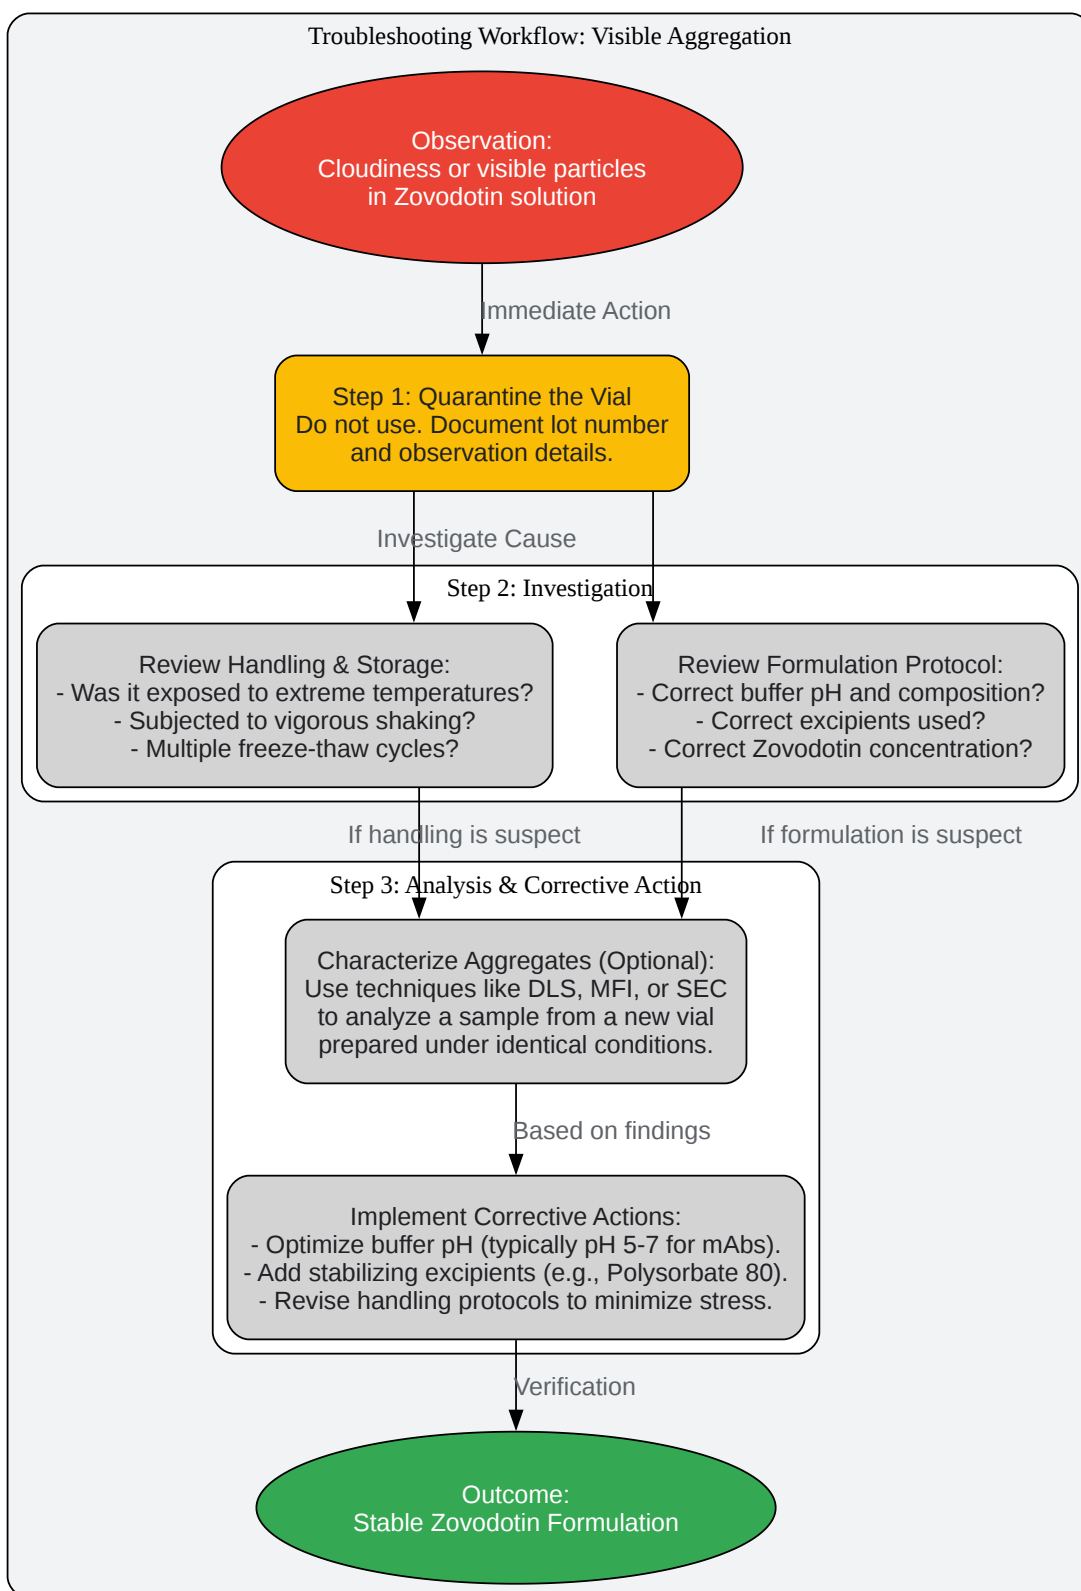 Troubleshooting Workflow: Visible Aggregation
Observation:
Cloudiness or visible particles
in Zovodotin solution
Immediate Action
Step 1: Quarantine the Vial
Do not use. Document lot number
and observation details.
Investigate Cause
Step 2: Investigation
Review Handling & Storage:
- Was it exposed to extreme temperatures?
- Subjected to vigorous shaking?
- Multiple freeze-thaw cycles?
Review Formulation Protocol:
- Correct buffer pH and composition?
- Correct excipients used?
- Correct Zovodotin concentration?
If handling is suspect
If formulation is suspect
Step 3: Analysis & Corrective Action
Characterize Aggregates (Optional):
Use techniques like DLS, MFI, or SEC
to analyze a sample from a new vial
prepared under identical conditions.
Based on findings
Implement Corrective Actions:
- Optimize buffer pH (typically pH 5-7 for mAbs).
- Add stabilizing excipients (e.g., Polysorbate 80).
- Revise handling protocols to minimize stress.
Verification
Outcome:
Stable Zovodotin Formulation